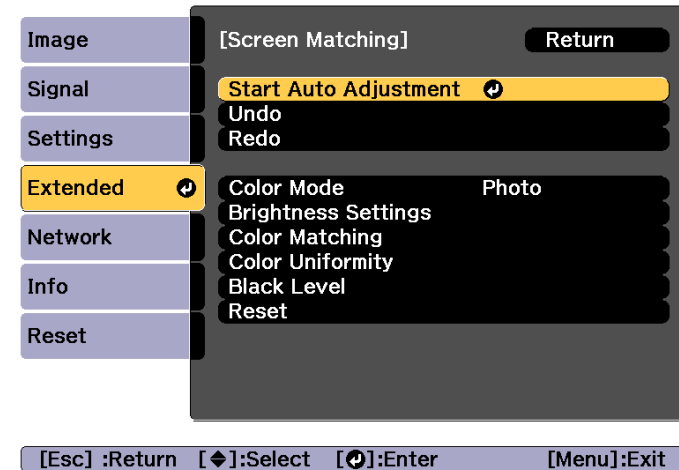 Image
Signal
Settings
Extended
Network
Info
Reset
[Screen Matching] Return
Start Auto Adjustment
Undo
Redo
Color Mode Photo
Brightness Settings
Color Matching
Color Uniformity
Black Level
Reset
[Esc] :Return [◆]:Select [↵]:Enter [Menu]:Exit